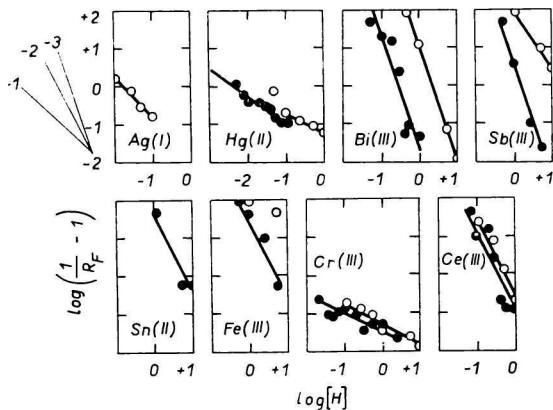 +2
-3
-2
+1
-1
0
-1
-2
Ag(I)
Hg(II)
Bi(III)
Sb(III)
-1 0
-2 -1 0
-1 0 +1
0 +1
log(1/R_F - 1)
Sn(II)
Fe(III)
Cr(III)
Ce(III)
0 +1
0 +1
-1 0 +1
-1 0
log[H]